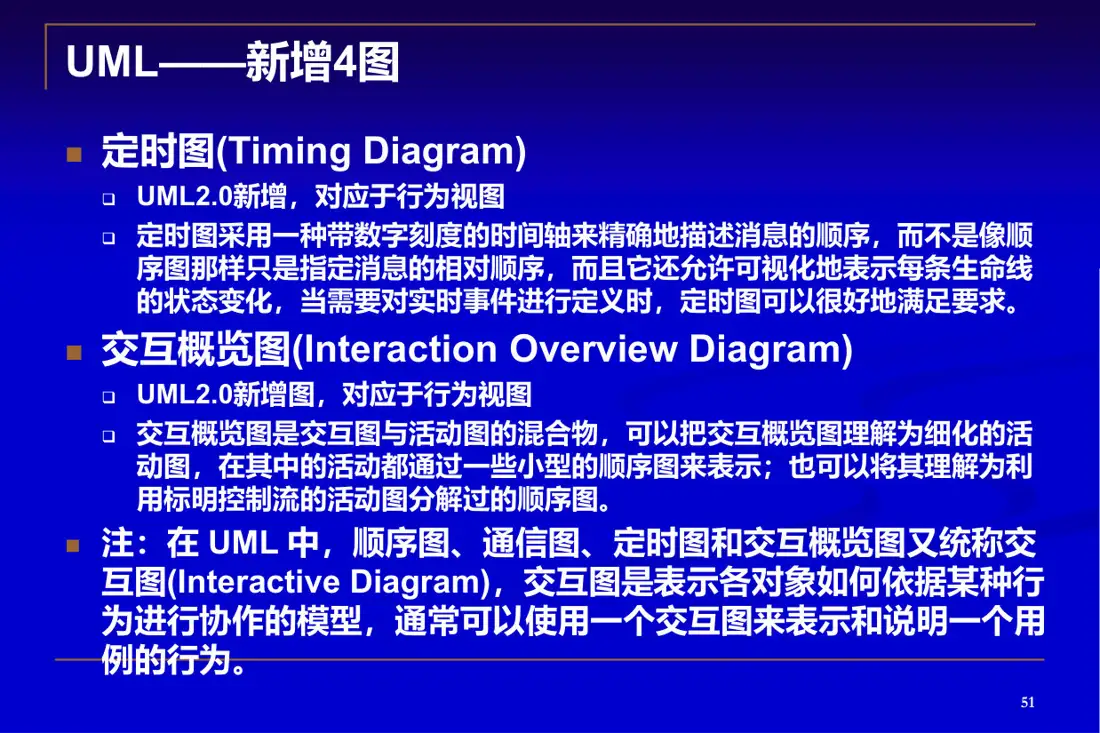 UML——新增4图
定时图(Timing Diagram)
UML2.0新增，对应于行为视图
定时图采用一种带数字刻度的时间轴来精确地描述消息的顺序，而不是像顺
序图那样只是指定消息的相对顺序，而且它还允许可视化地表示每条生命线
的状态变化，当需要对实时事件进行定义时，定时图可以很好地满足要求。
交互概览图(Interaction Overview Diagram)
UML2.0新增图，对应于行为视图
交互概览图是交互图与活动图的混合物，可以把交互概览图理解为细化的活
动图，在其中的活动都通过一些小型的顺序图来表示；也可以将其理解为利
用标明控制流的活动图分解过的顺序图。
注：在 UML 中，顺序图、通信图、定时图和交互概览图又统称交
互图(Interactive Diagram)，交互图是表示各对象如何依据某种行
为进行协作的模型，通常可以使用一个交互图来表示和说明一个用
例的行为。
51